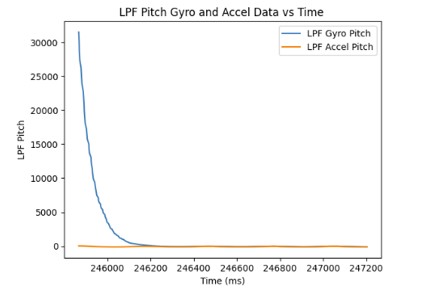 LPF Pitch Gyro and Accel Data vs Time
LPF Gyro Pitch
LPF Accel Pitch
LPF Pitch
30000
25000
20000
15000
10000
5000
0
246000 246200 246400 246600 246800 247000 247200
Time (ms)